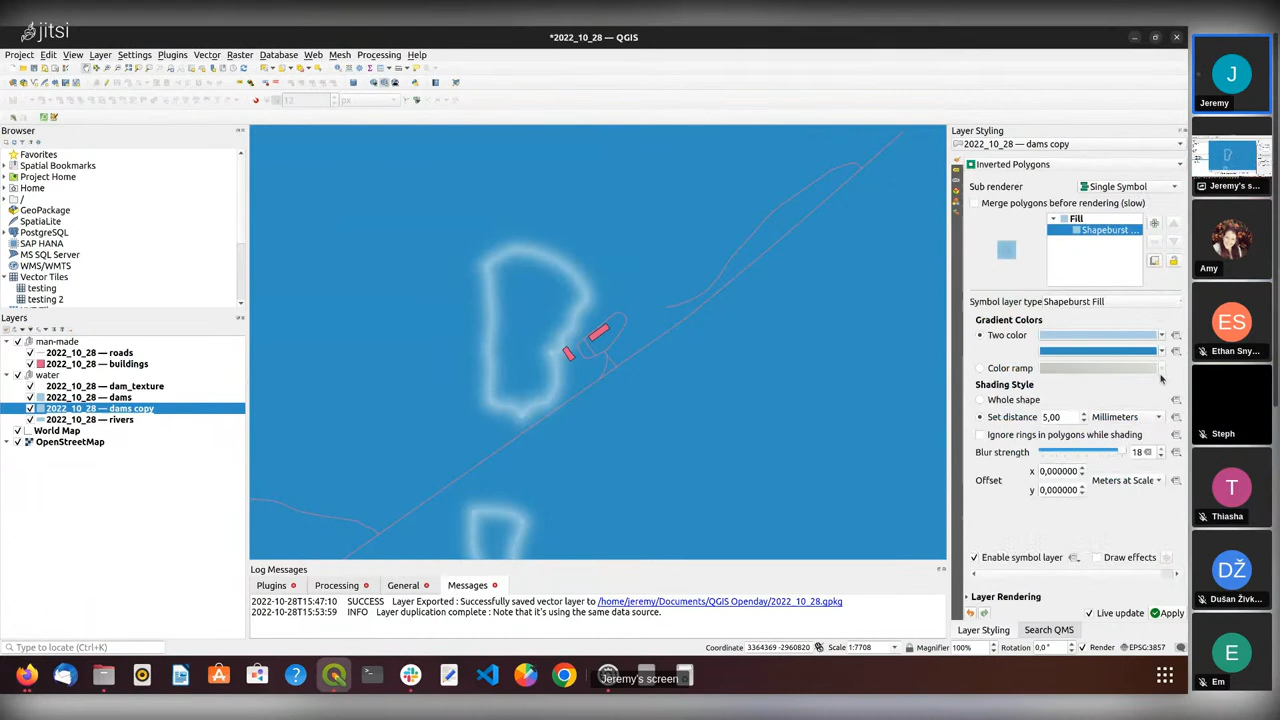 jitsi
*2022_10_28 — QGIS
Project Edit View Layer Settings Plugins Vector Raster Database Web Mesh Processing Help
12 px
Browser
Favorites
Spatial Bookmarks
Project Home
Home
/
GeoPackage
SpatiaLite
PostgreSQL
SAP HANA
MS SQL Server
WMS/WMTS
Vector Tiles
testing
testing 2
Layers
man-made
2022_10_28 — roads
2022_10_28 — buildings
water
2022_10_28 — dam_texture
2022_10_28 — dams
2022_10_28 — dams copy
2022_10_28 — rivers
World Map
OpenStreetMap
Layer Styling
2022_10_28 — dams copy
Inverted Polygons
Sub renderer Single Symbol
Merge polygons before rendering (slow)
Fill
Shapeburst ...
Symbol layer type Shapeburst Fill
Gradient Colors
Two color
Color ramp
Shading Style
Whole shape
Set distance 5,00 Millimeters
Ignore rings in polygons while shading
Blur strength 18
Offset x 0,000000 Meters at Scale
y 0,000000
Enable symbol layer Draw effects
Layer Rendering
Live update Apply
Layer Styling Search QMS
Log Messages
Plugins Processing General Messages
2022-10-28T15:47:10 SUCCESS Layer Exported : Successfully saved vector layer to /home/jeremy/Documents/QGIS Openday/2022_10_28.gpkg
2022-10-28T15:53:59 INFO Layer duplication complete : Note that it's using the same data source.
Type to locate (Ctrl+K) Coordinate 3364369 -2960820 Scale 1:7708 Magnifier 100% Rotation 0,0° Render EPSG:3857
Jeremy's screen
J
Jeremy
Jeremy's s...
Amy
ES
Ethan Sny...
Steph
T
Thiasha
DŽ
Dušan Živk...
E
Em